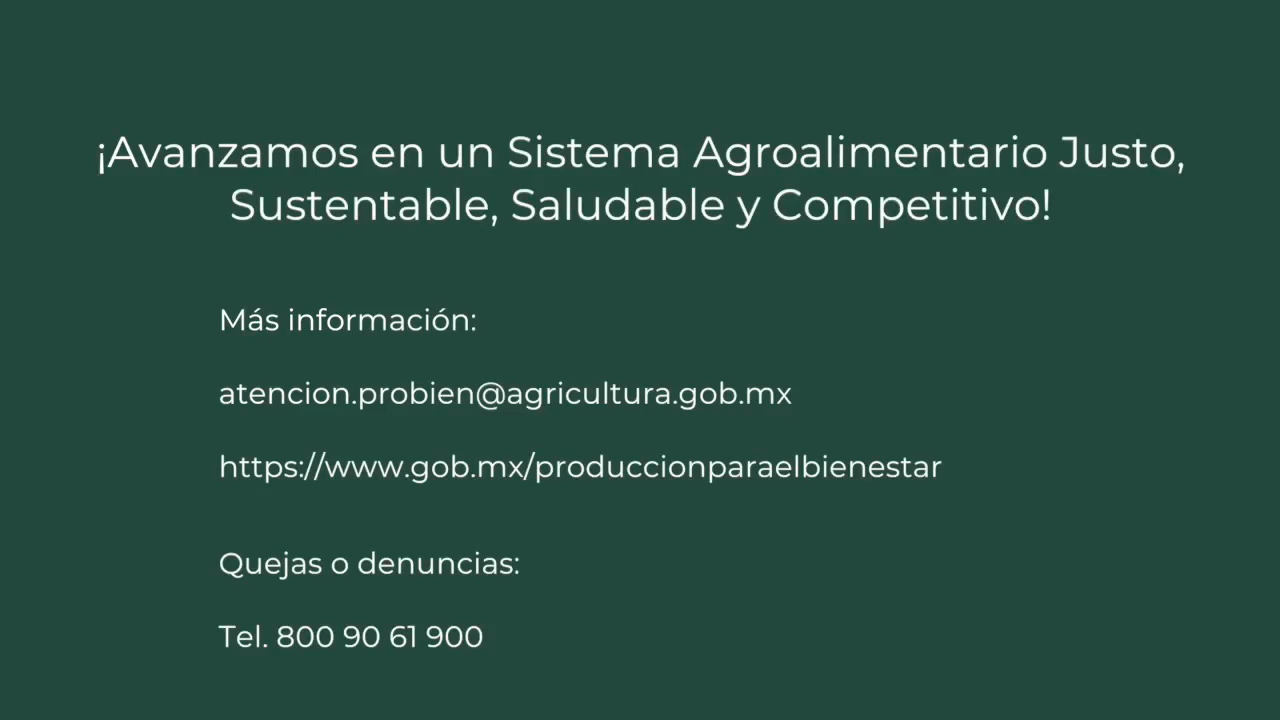 ¡Avanzamos en un Sistema Agroalimentario Justo,
Sustentable, Saludable y Competitivo!
Más información:
atencion.probien@agricultura.gob.mx
https://www.gob.mx/produccionparaelbienestar
Quejas o denuncias:
Tel. 800 90 61 900